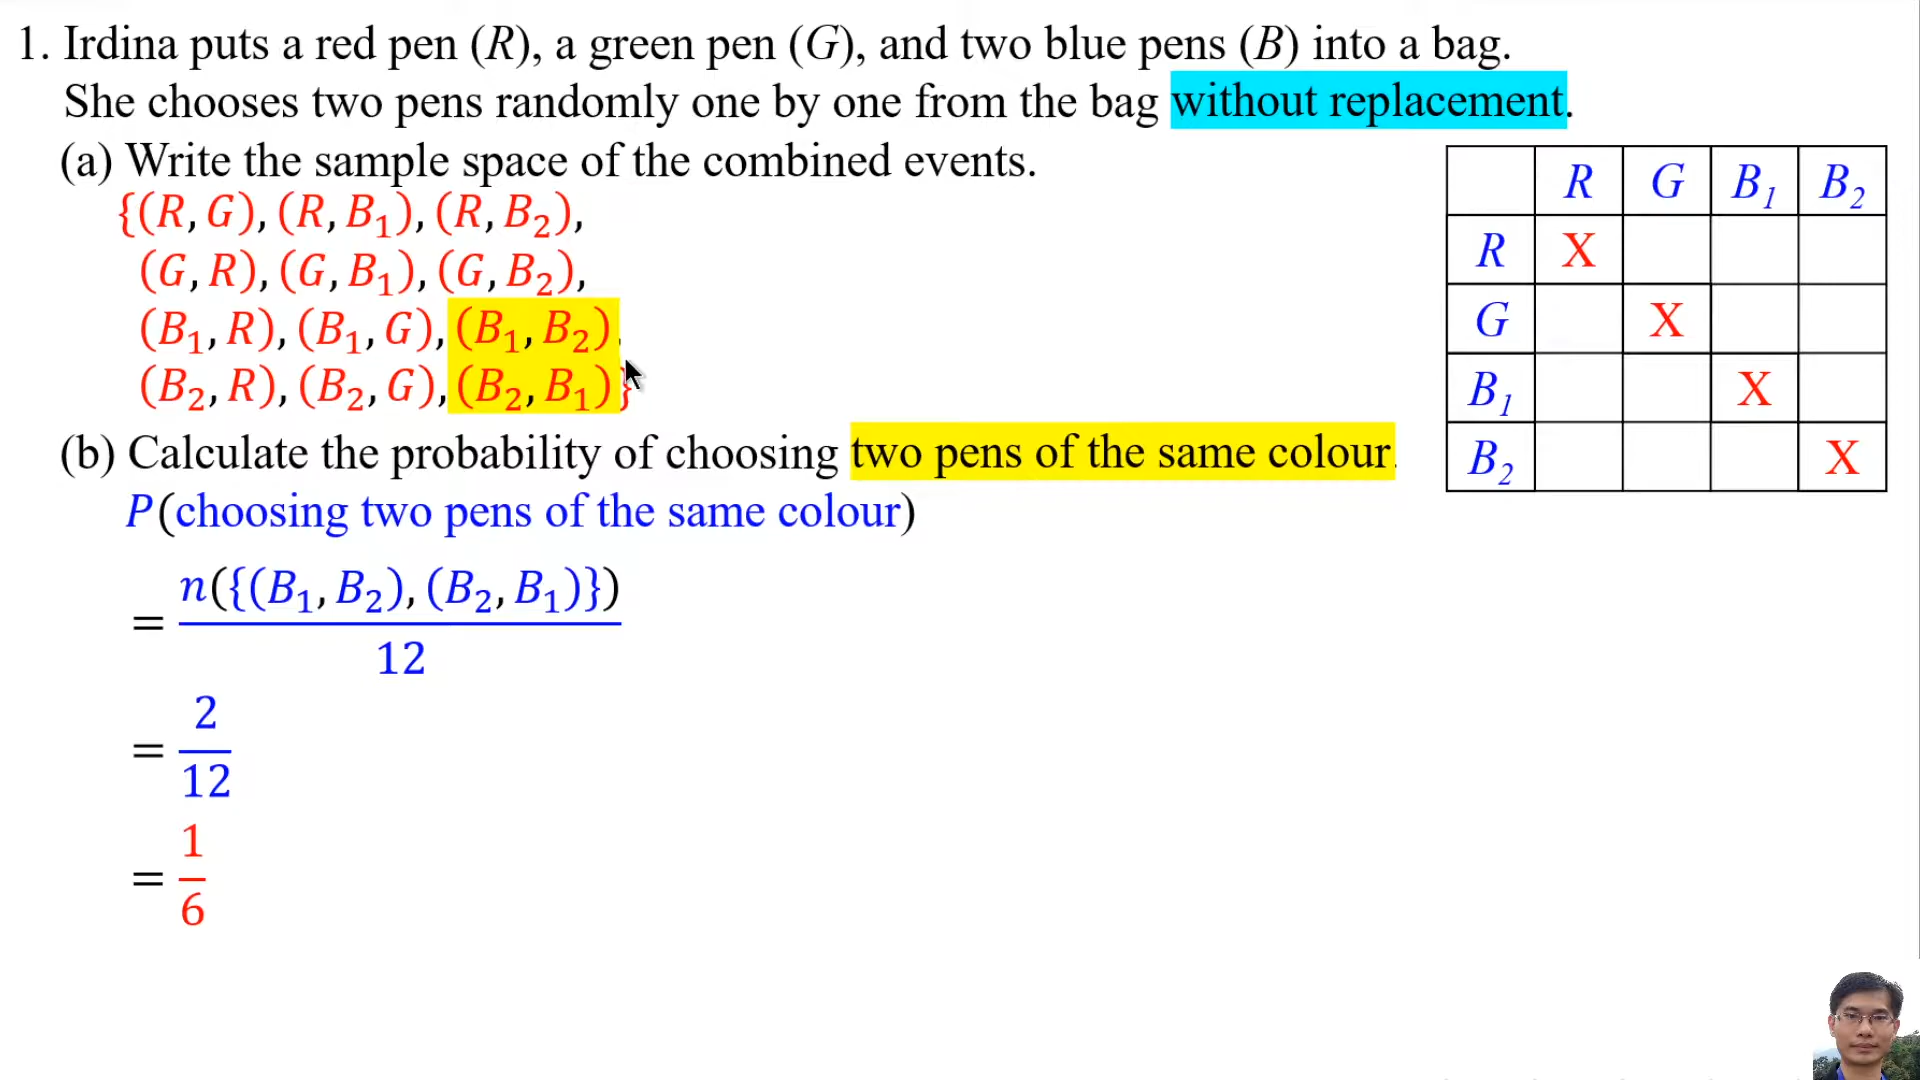 1. Irdina puts a red pen (R), a green pen (G), and two blue pens (B) into a bag.
She chooses two pens randomly one by one from the bag without replacement.
(a) Write the sample space of the combined events.
{(R, G), (R, B₁), (R, B₂),
(G, R), (G, B₁), (G, B₂),
(B₁, R), (B₁, G), (B₁, B₂),
(B₂, R), (B₂, G), (B₂, B₁)}
(b) Calculate the probability of choosing two pens of the same colour.
P(choosing two pens of the same colour)
= n({(B₁, B₂), (B₂, B₁)})
12
= 2
12
= 1
6
R G B₁ B₂
R X
G X
B₁ X
B₂ X